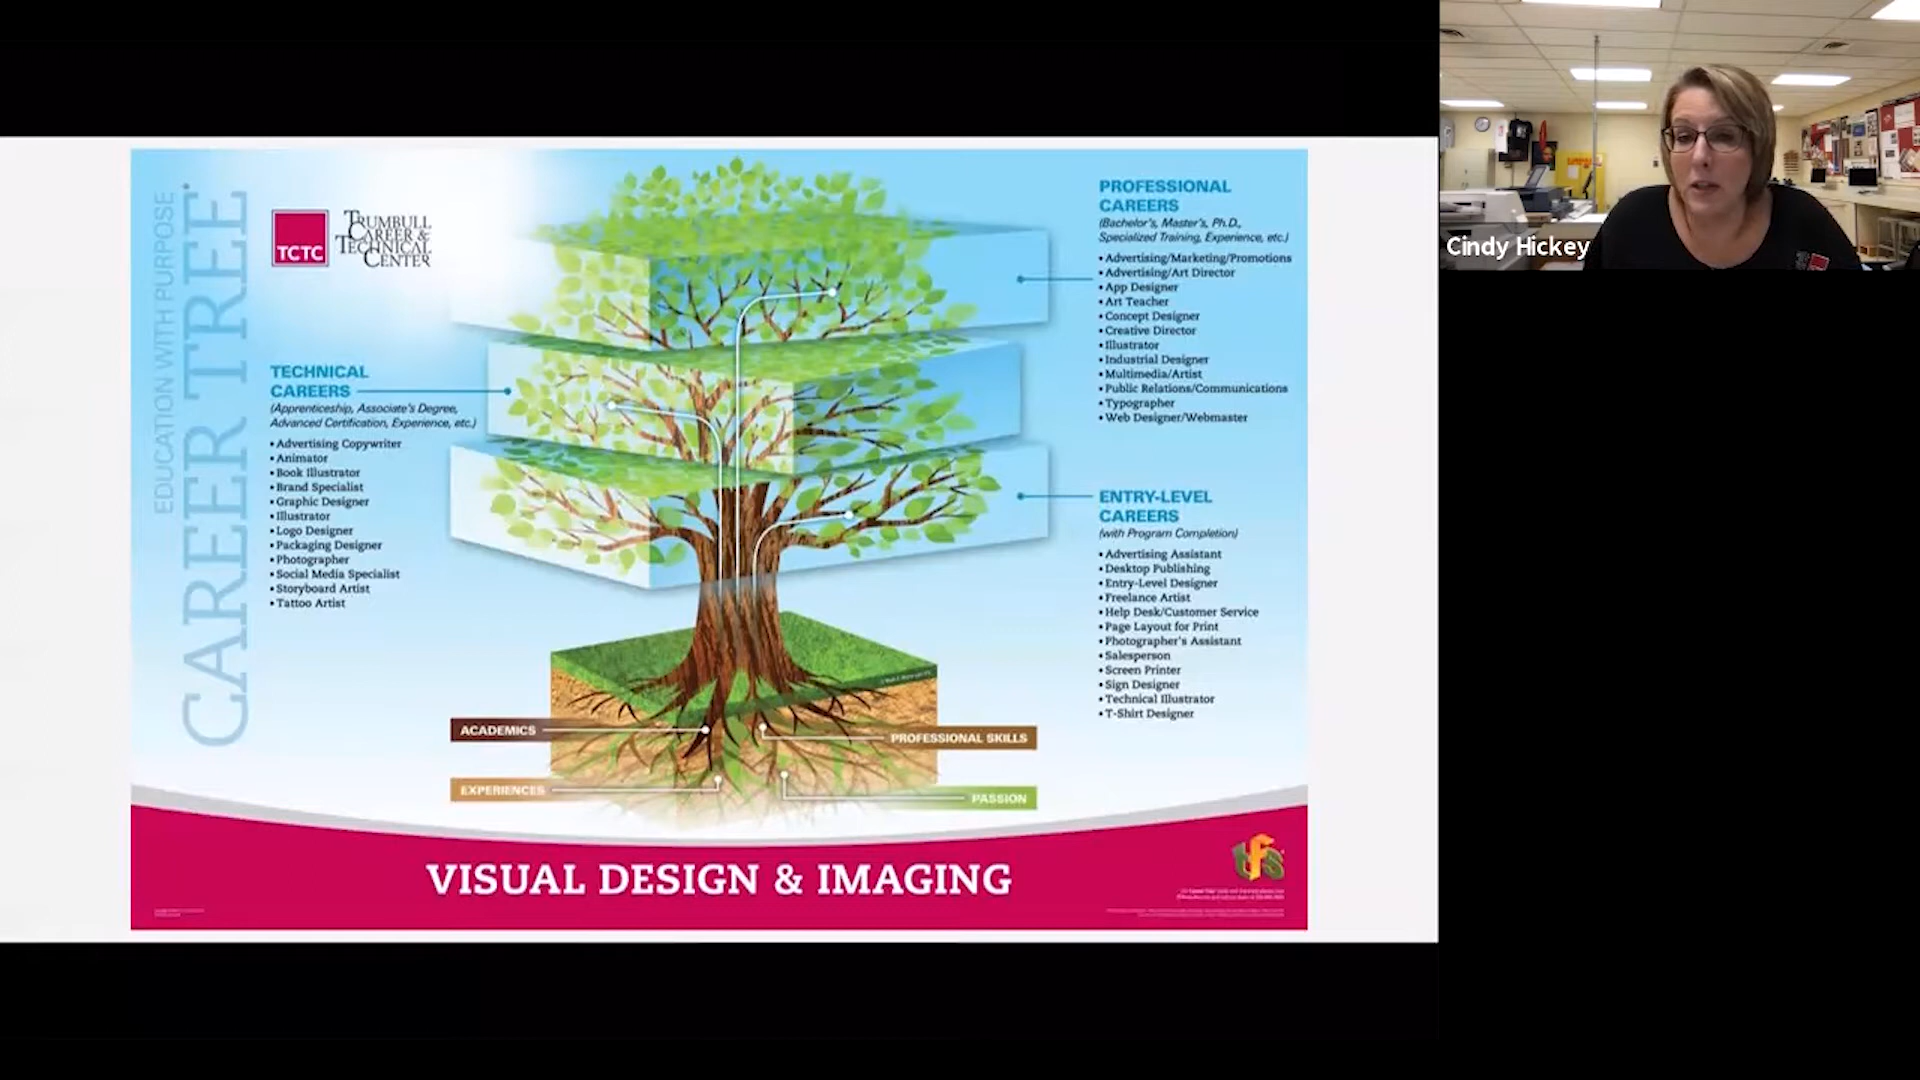 EDUCATION WITH PURPOSE
CAREER TREE
TCTC
TRUMBULL
CAREER &
TECHNICAL
CENTER
TECHNICAL
CAREERS
(Apprenticeship, Associate's Degree,
Advanced Certification, Experience, etc.)
• Advertising Copywriter
• Animator
• Book Illustrator
• Brand Specialist
• Graphic Designer
• Illustrator
• Logo Designer
• Packaging Designer
• Photographer
• Social Media Specialist
• Storyboard Artist
• Tattoo Artist
PROFESSIONAL
CAREERS
(Bachelor's, Master's, Ph.D.,
Specialized Training, Experience, etc.)
• Advertising/Marketing/Promotions
• Advertising/Art Director
• App Designer
• Art Teacher
• Concept Designer
• Creative Director
• Illustrator
• Industrial Designer
• Multimedia/Artist
• Public Relations/Communications
• Typographer
• Web Designer/Webmaster
ENTRY-LEVEL
CAREERS
(with Program Completion)
• Advertising Assistant
• Desktop Publishing
• Entry-Level Designer
• Freelance Artist
• Help Desk/Customer Service
• Page Layout for Print
• Photographer's Assistant
• Salesperson
• Screen Printer
• Sign Designer
• Technical Illustrator
• T-Shirt Designer
ACADEMICS
PROFESSIONAL SKILLS
EXPERIENCES
PASSION
VISUAL DESIGN & IMAGING
tfs
Cindy Hickey